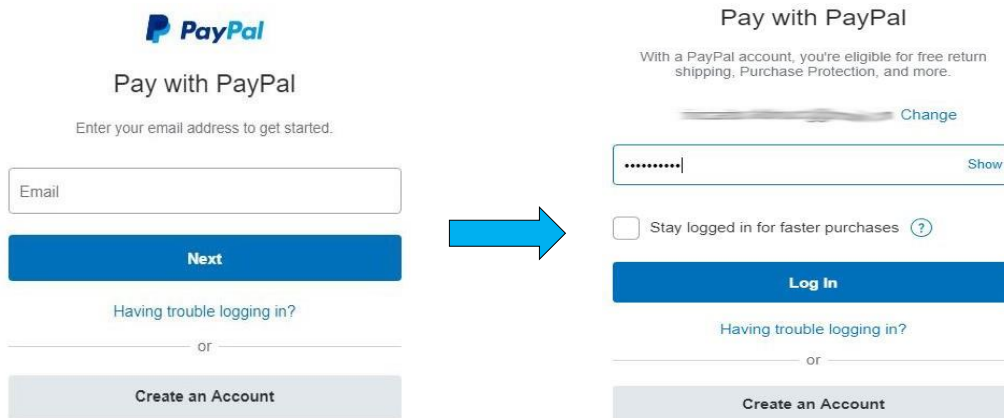 PayPal
Pay with PayPal
Enter your email address to get started.
Email
Next
Having trouble logging in?
or
Create an Account
Pay with PayPal
With a PayPal account, you're eligible for free return
shipping, Purchase Protection, and more.
Change
••••••••••
Show
Stay logged in for faster purchases ?
Log In
Having trouble logging in?
or
Create an Account